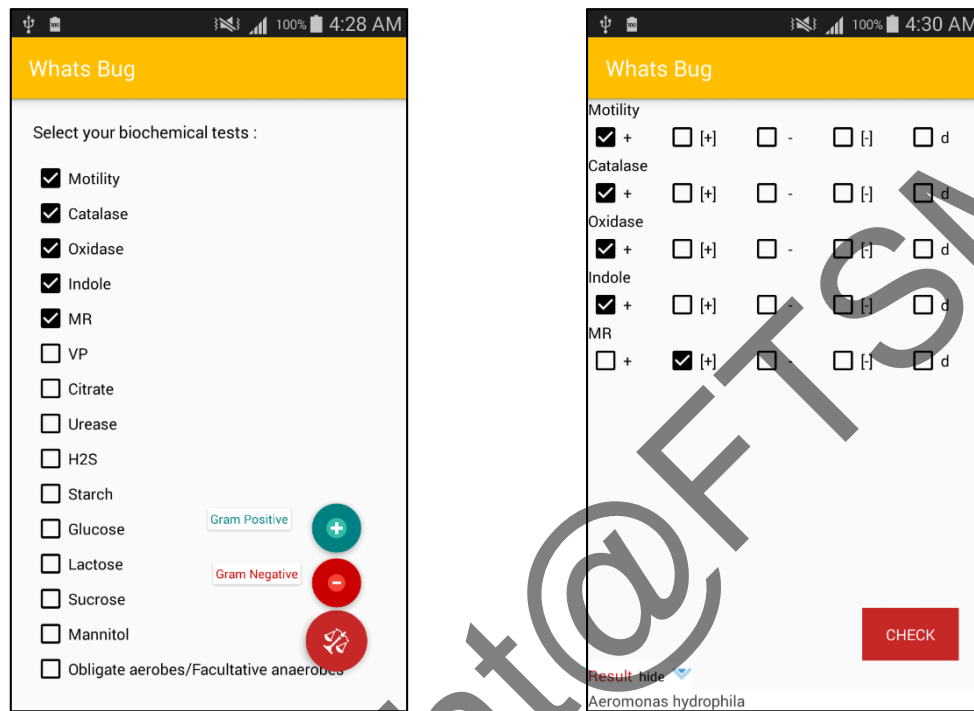 100% 4:28 AM
Whats Bug
Select your biochemical tests :
Motility
Catalase
Oxidase
Indole
MR
VP
Citrate
Urease
H2S
Starch
Glucose
Lactose
Sucrose
Mannitol
Obligate aerobes/Facultative anaerobes
Gram Positive
Gram Negative
100% 4:30 AM
Whats Bug
Motility
+ [+] - [-] d
Catalase
+ [+] - [-] d
Oxidase
+ [+] - [-] d
Indole
+ [+] - [-] d
MR
+ [+] - [-] d
CHECK
Result hide
Aeromonas hydrophila
t@FTSM